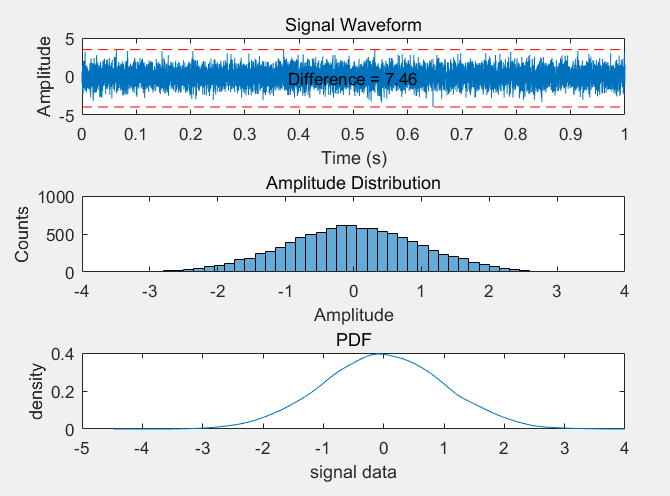 Signal Waveform
5
0
-5
Amplitude
Difference = 7.46
0 0.1 0.2 0.3 0.4 0.5 0.6 0.7 0.8 0.9 1
Time (s)
Amplitude Distribution
1000
500
0
Counts
-4 -3 -2 -1 0 1 2 3 4
Amplitude
PDF
0.4
0.2
0
density
-5 -4 -3 -2 -1 0 1 2 3 4
signal data